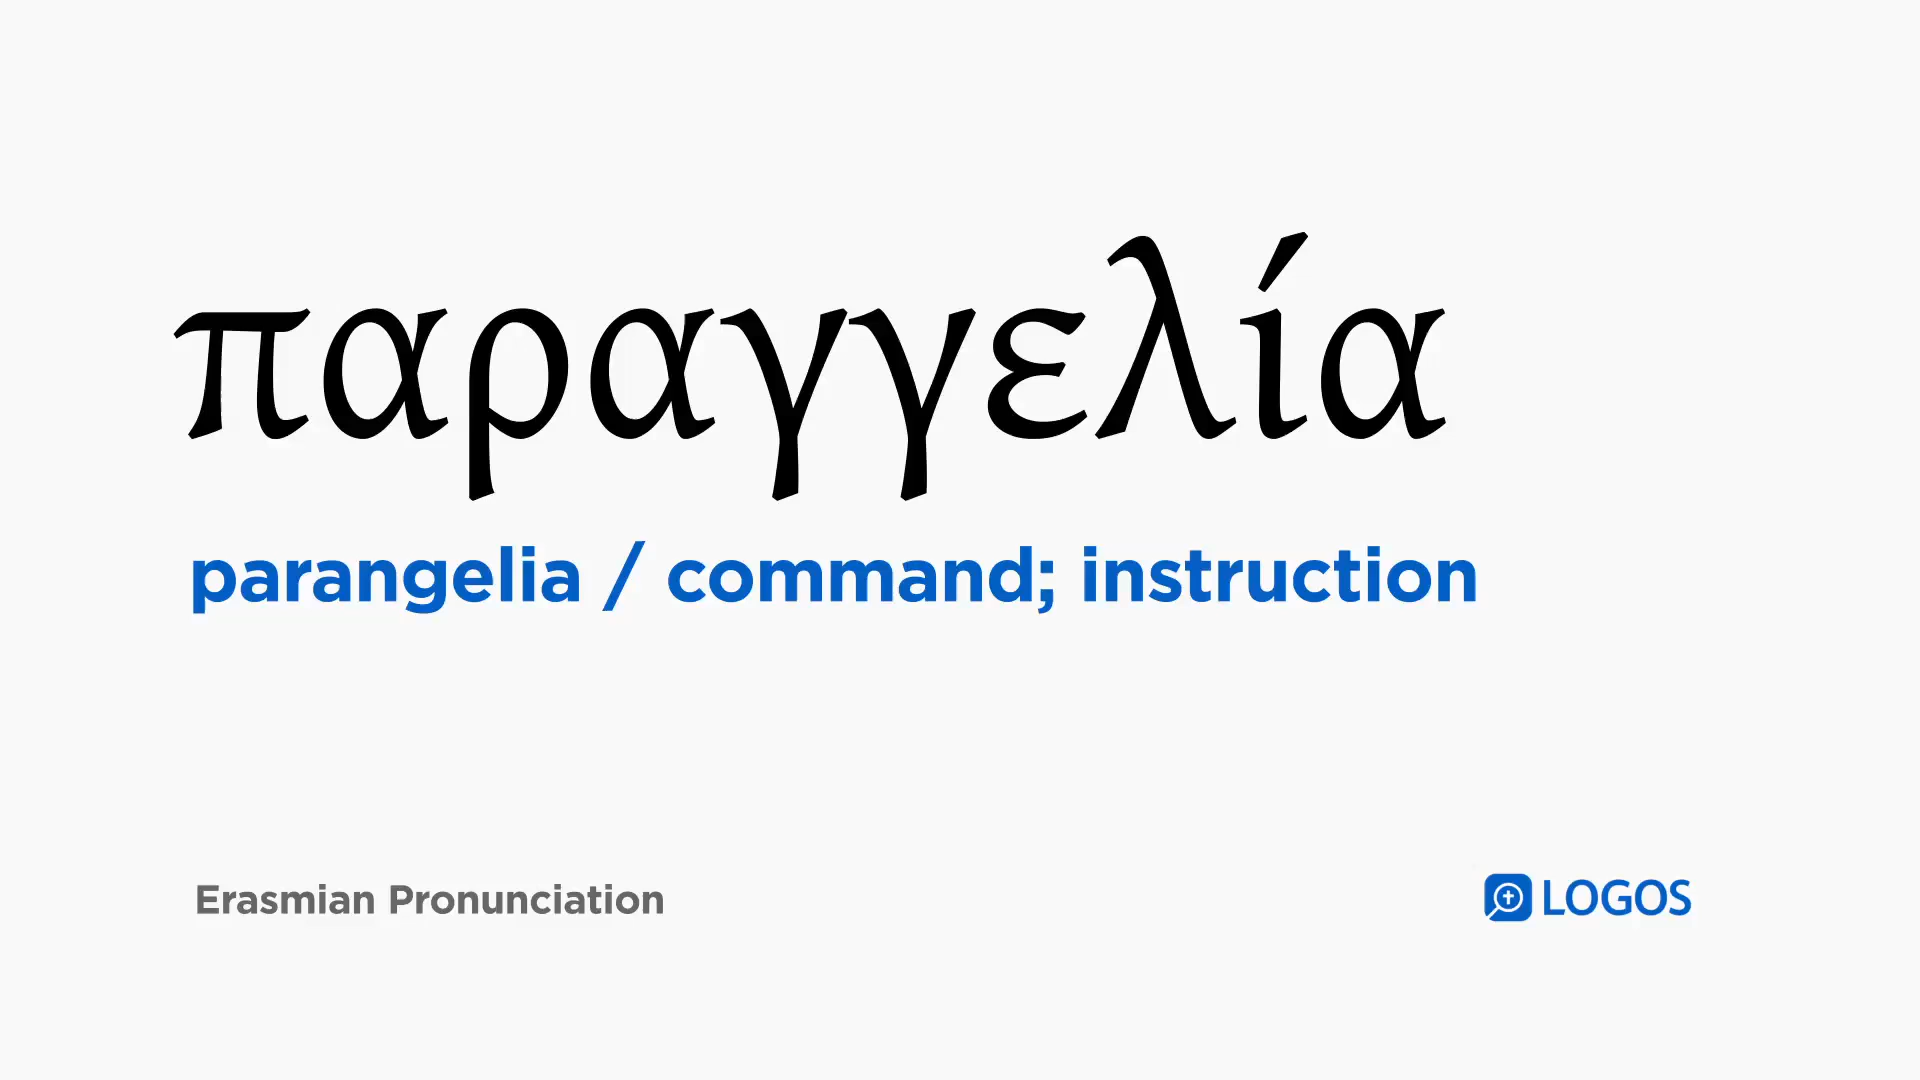 παραγγελία
parangelia / command; instruction
Erasmian Pronunciation
LOGOS